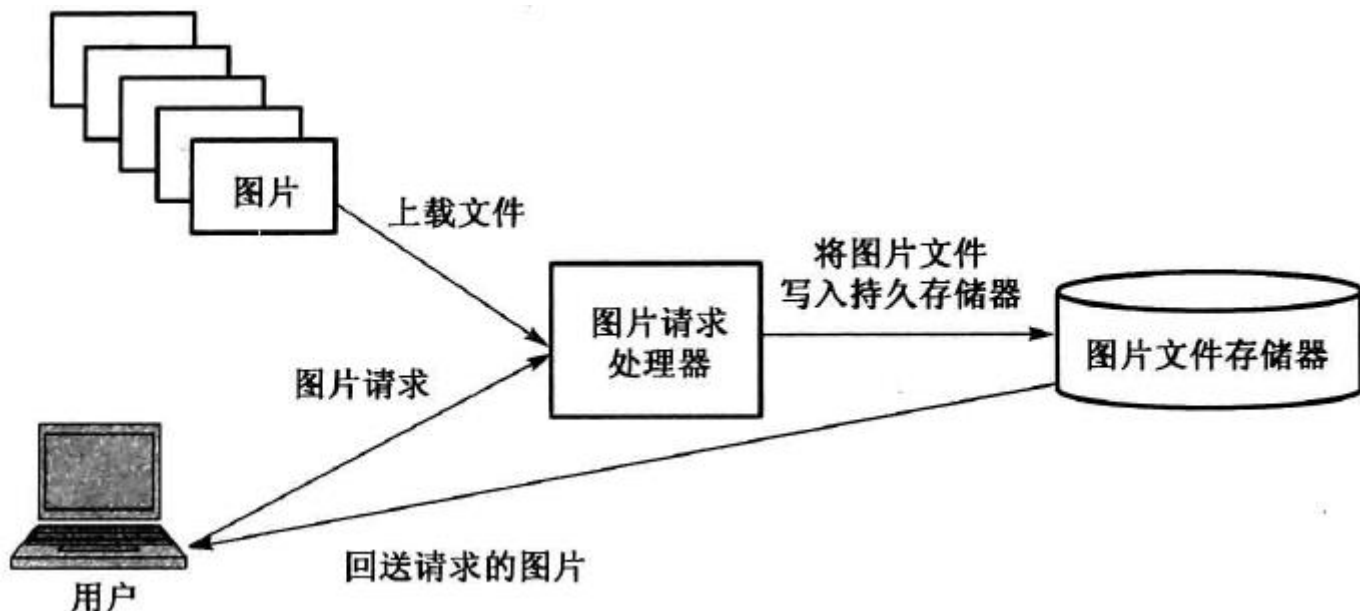 图片
上载文件
将图片文件
写入持久存储器
图片请求
处理器
图片文件存储器
图片请求
回送请求的图片
用户